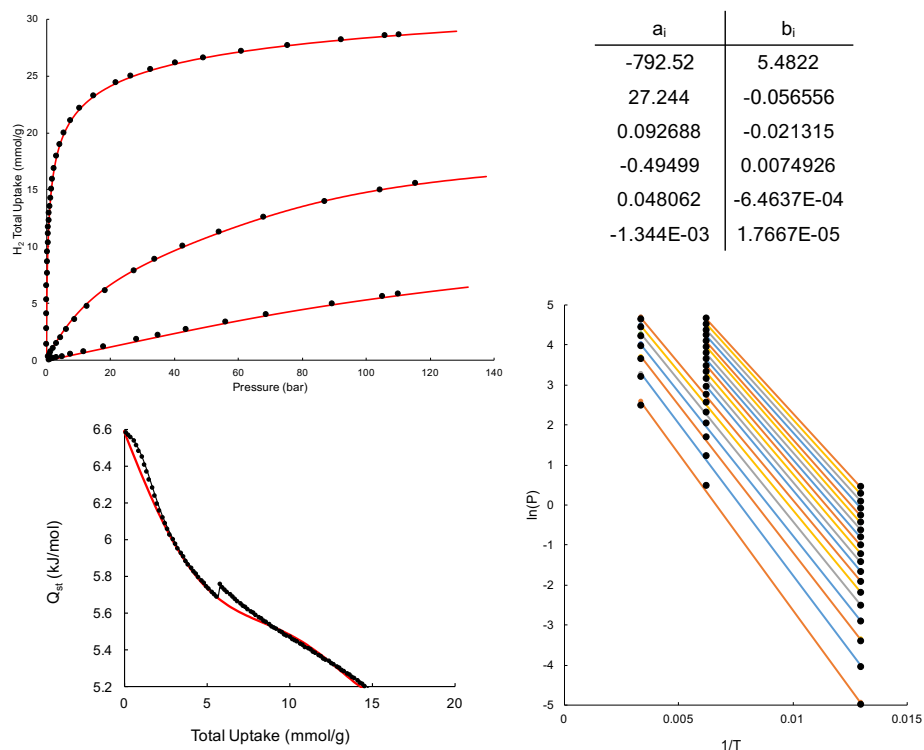 30
25
20
15
10
5
0
H₂ Total Uptake (mmol/g)
0 20 40 60 80 100 120 140
Pressure (bar)
aᵢ bᵢ
-792.52 5.4822
27.244 -0.056556
0.092688 -0.021315
-0.49499 0.0074926
0.048062 -6.4637E-04
-1.344E-03 1.7667E-05
6.6
6.4
6.2
6
5.8
5.6
5.4
5.2
Qst (kJ/mol)
0 5 10 15 20
Total Uptake (mmol/g)
5
4
3
2
1
0
-1
-2
-3
-4
-5
ln(P)
0 0.005 0.01 0.015
1/T